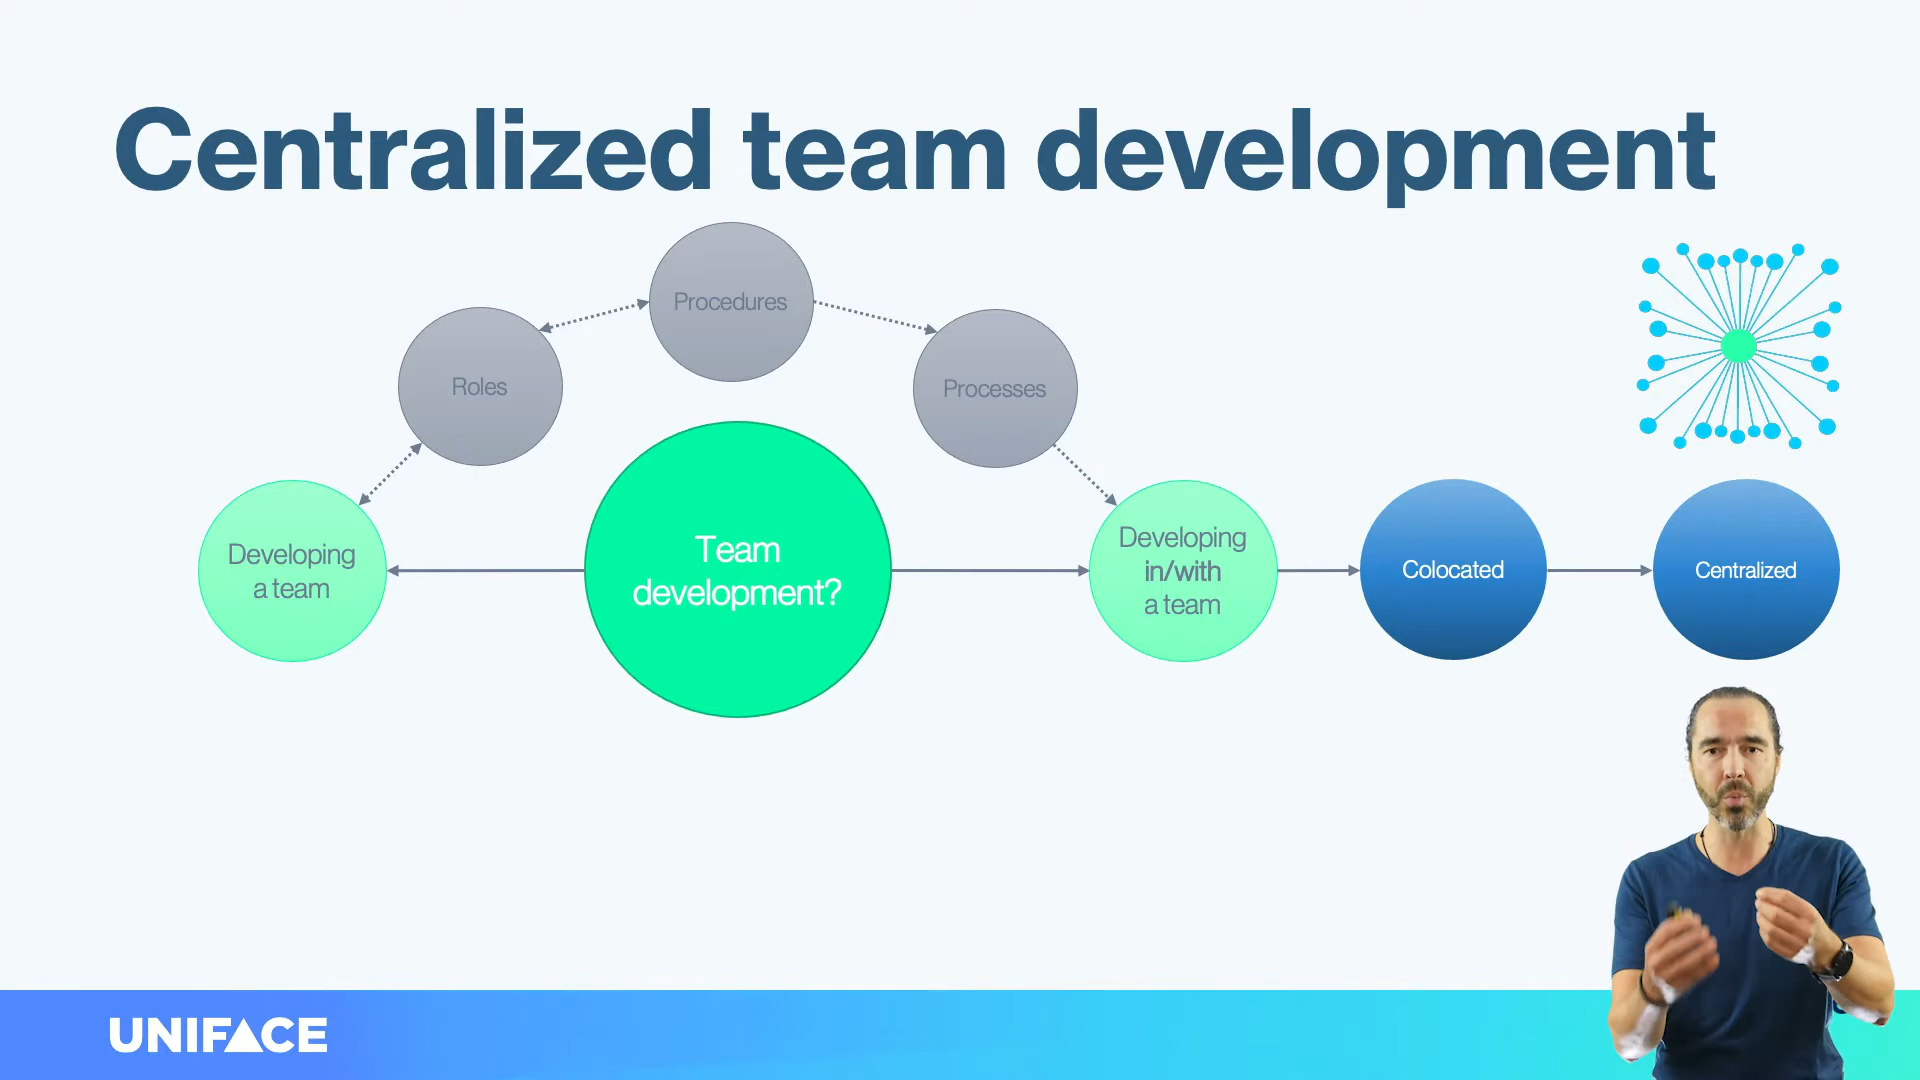 Centralized team development
Procedures
Roles
Processes
Developing
a team
Team
development?
Developing
in/with
a team
Colocated
Centralized
UNIFACE